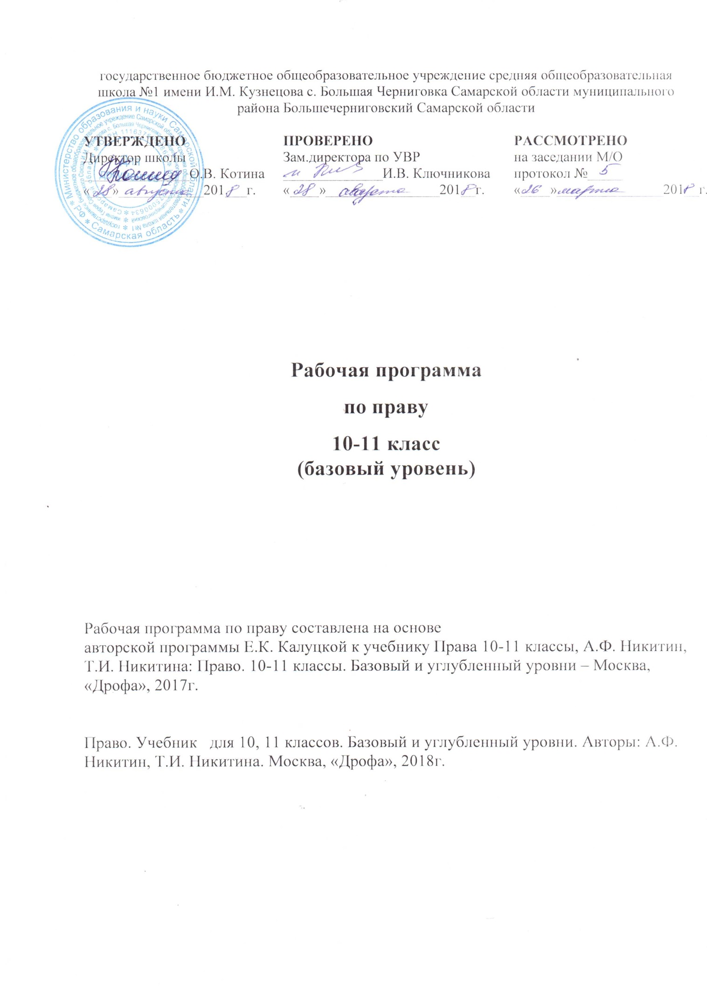 государственное бюджетное общеобразовательное учреждение средняя общеобразовательная
школа №1 имени И.М. Кузнецова с. Большая Черниговка Самарской области муниципального
района Большечерниговский Самарской области
УТВЕРЖДЕНО
Директор школы
О.В. Котина
«28» августа 2018 г.
ПРОВЕРЕНО
Зам.директора по УВР
И.В. Ключникова
«28» августа 2018 г.
РАССМОТРЕНО
на заседании М/О
протокол № 5
«26» марта 2018 г.
Министерство образования и науки Самарской области
РФ * Самарская область *
Для
документов
Рабочая программа
по праву
10-11 класс
(базовый уровень)
Рабочая программа по праву составлена на основе
авторской программы Е.К. Калуцкой к учебнику Права 10-11 классы, А.Ф. Никитин,
Т.И. Никитина: Право. 10-11 классы. Базовый и углубленный уровни – Москва,
«Дрофа», 2017г.
Право. Учебник для 10, 11 классов. Базовый и углубленный уровни. Авторы: А.Ф.
Никитин, Т.И. Никитина. Москва, «Дрофа», 2018г.